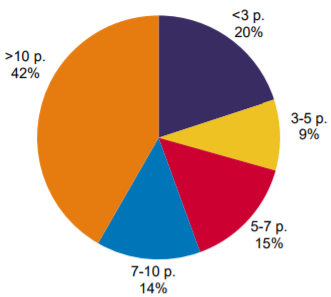 <3 p.
20%
3-5 p.
9%
5-7 p.
15%
7-10 p.
14%
>10 p.
42%